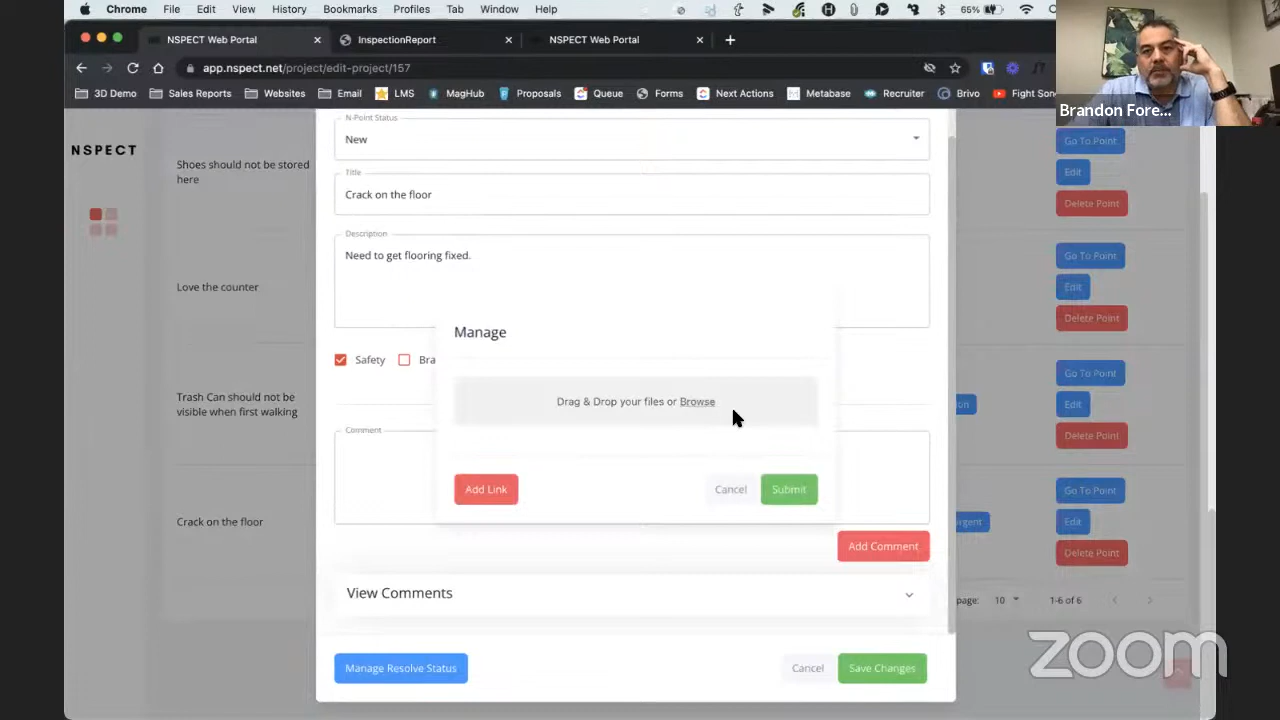 Chrome File Edit View History Bookmarks Profiles Tab Window Help 65%
NSPECT Web Portal InspectionReport NSPECT Web Portal
app.nspect.net/project/edit-project/157
3D Demo Sales Reports Websites Email LMS MagHub Proposals Queue Forms Next Actions Metabase Recruiter Brivo Fight Song
Brandon Fore...
NSPECT
Shoes should not be stored
here
Love the counter
Trash Can should not be
visible when first walking
Crack on the floor
N-Point Status
New
Title
Crack on the floor
Description
Need to get flooring fixed.
Safety Bra
Comment
Manage
Drag & Drop your files or Browse
Add Link Cancel Submit
Add Comment
View Comments
Manage Resolve Status Cancel Save Changes
Go To Point
Edit
Delete Point
Go To Point
Edit
Delete Point
Go To Point
Edit
Delete Point
Go To Point
rgent Edit
Delete Point
page: 10 1-6 of 6
zoom